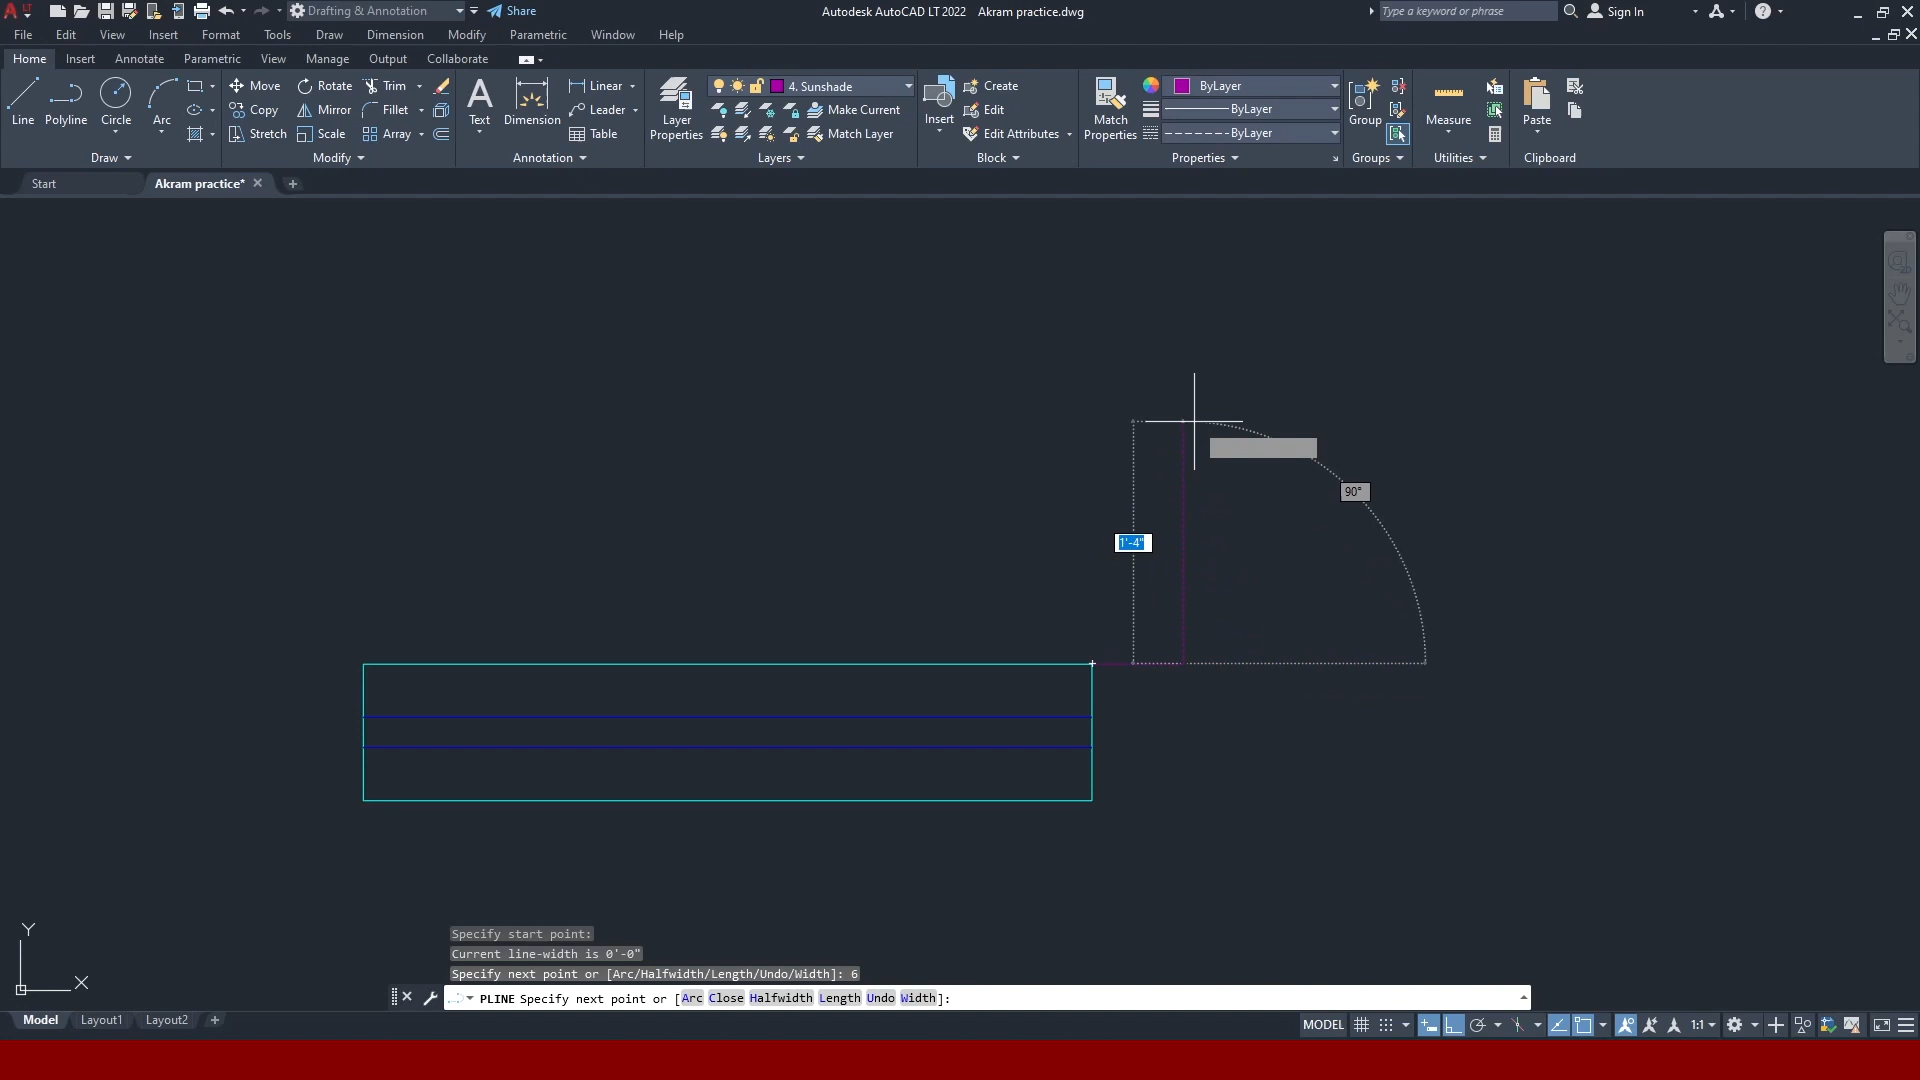 A LT Drafting & Annotation Share Autodesk AutoCAD LT 2022 Akram practice.dwg Type a keyword or phrase Sign In
File Edit View Insert Format Tools Draw Dimension Modify Parametric Window Help
Home Insert Annotate Parametric View Manage Output Collaborate
Line Polyline Circle Arc
Move Rotate Trim
Copy Mirror Fillet
Stretch Scale Array
Text Dimension
Linear
Leader
Table
Layer Properties
4. Sunshade
Make Current
Match Layer
Insert
Create
Edit
Edit Attributes
Match Properties
ByLayer
ByLayer
ByLayer
Group
Measure
Paste
Draw Modify Annotation Layers Block Properties Groups Utilities Clipboard
Start Akram practice*
90°
1'-4"
Y
X
Specify start point:
Current line-width is 0'-0"
Specify next point or [Arc/Halfwidth/Length/Undo/Width]: 6
PLINE Specify next point or [Arc Close Halfwidth Length Undo Width]:
Model Layout1 Layout2
MODEL 1:1